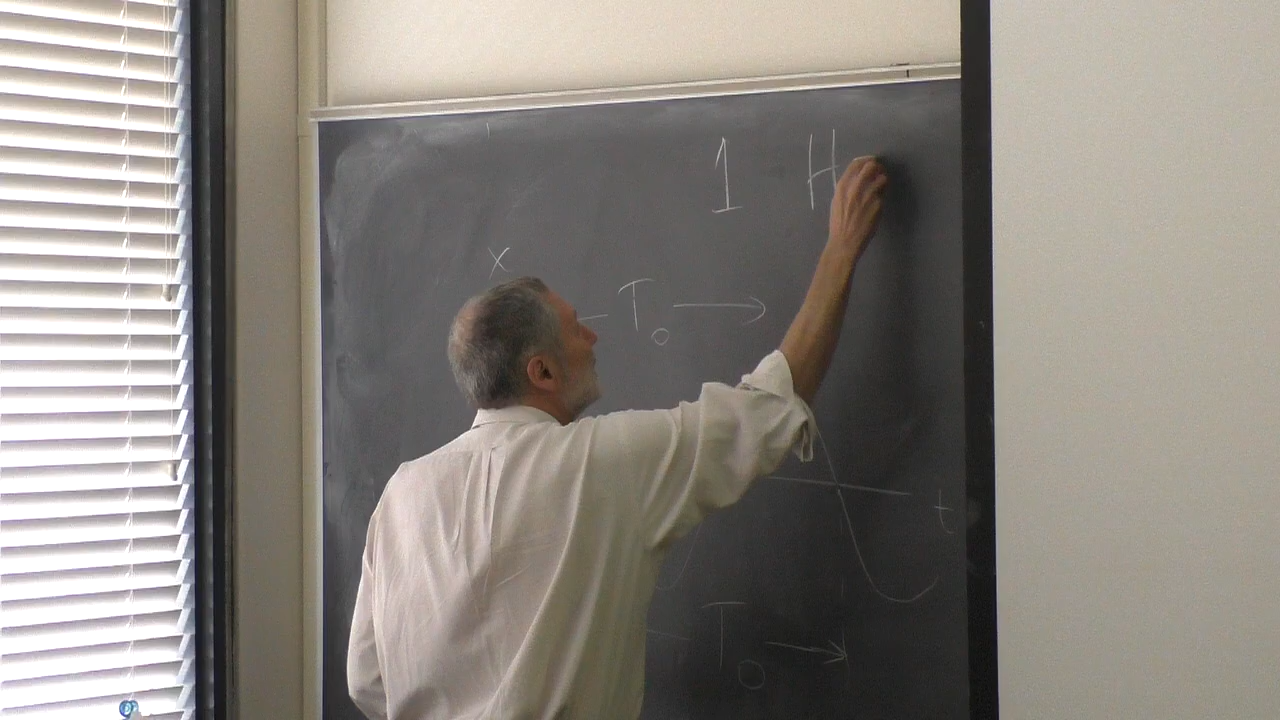 1 H
x
T₀ →
t
T₀ →